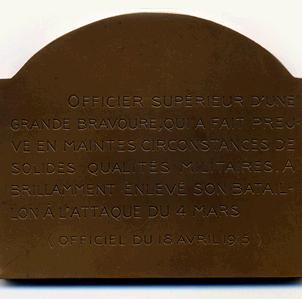 OFFICIER SUPÉRIEUR D'UNE
GRANDE BRAVOURE, QUI A FAIT PREU-
VE EN MAINTES CIRCONSTANCES DE
SOLIDES QUALITÉS MILITAIRES. A
BRILLAMMENT ENLEVÉ SON BATAIL-
LON À L'ATTAQUE DU 4 MARS
(OFFICIEL DU 18 AVRIL 1915)